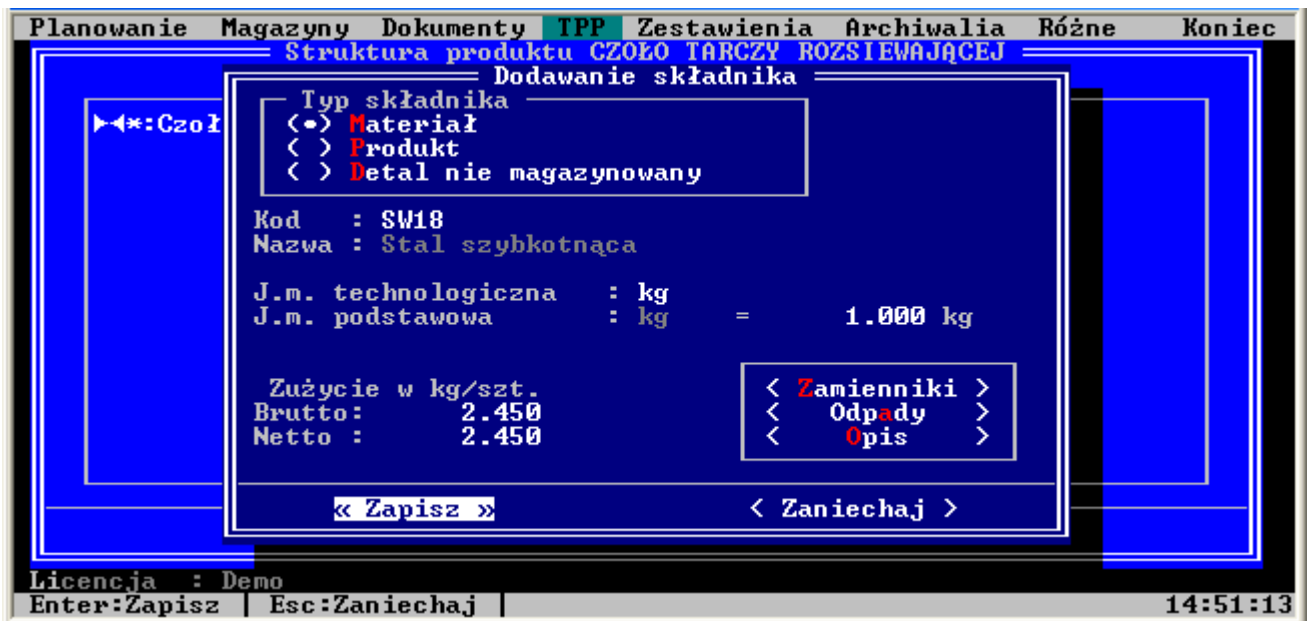 Planowanie Magazyny Dokumenty TPP Zestawienia Archiwalia Różne Koniec
Struktura produktu CZOŁO TARCZY ROZSIEWAJĄCEJ
Dodawanie składnika
Typ składnika
(•) Materiał
*:Czoł
( ) Produkt
( ) Detal nie magazynowany
Kod : SW18
Nazwa : Stal szybkotnąca
J.m. technologiczna : kg
J.m. podstawowa : kg = 1.000 kg
Zużycie w kg/szt.
Brutto: 2.450
Netto : 2.450
< Zamienniki >
< Odpady >
< Opis >
« Zapisz » < Zaniechaj >
Licencja : Demo
Enter:Zapisz | Esc:Zaniechaj | 14:51:13